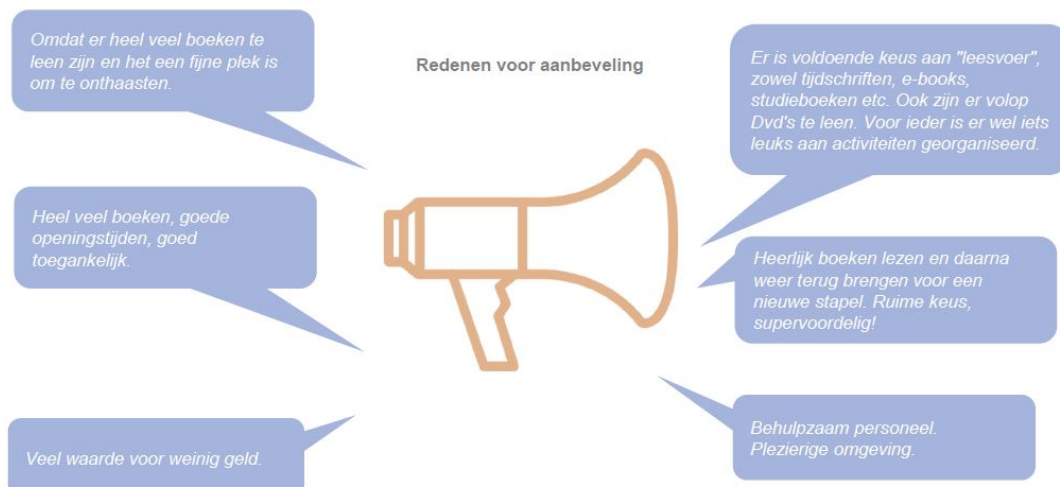 Redenen voor aanbeveling
Omdat er heel veel boeken te
leen zijn en het een fijne plek is
om te onthaasten.
Heel veel boeken, goede
openingstijden, goed
toegankelijk.
Veel waarde voor weinig geld.
Er is voldoende keus aan "leesvoer",
zowel tijdschriften, e-books,
studieboeken etc. Ook zijn er volop
Dvd's te leen. Voor ieder is er wel iets
leuks aan activiteiten georganiseerd.
Heerlijk boeken lezen en daarna
weer terug brengen voor een
nieuwe stapel. Ruime keus,
supervoordelig!
Behulpzaam personeel.
Plezierige omgeving.